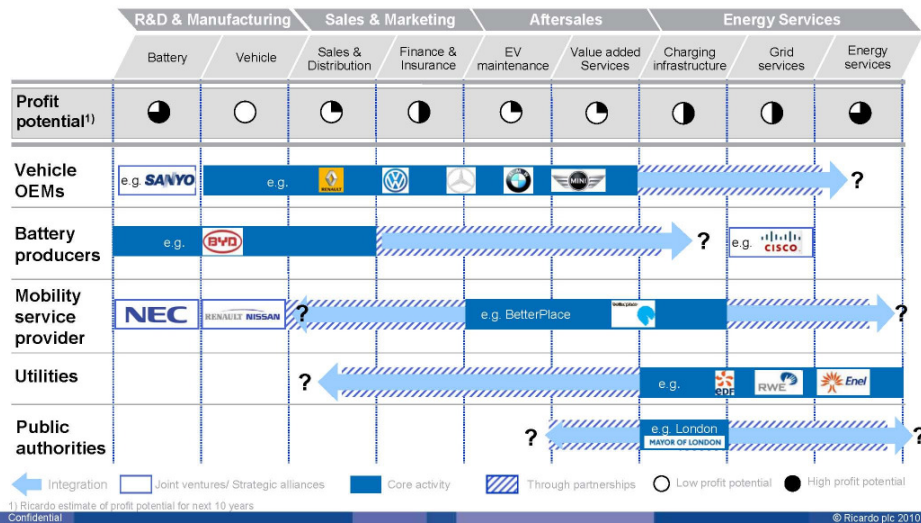 R&D & Manufacturing Sales & Marketing Aftersales Energy Services
Battery Vehicle Sales & Distribution Finance & Insurance EV maintenance Value added Services Charging infrastructure Grid services Energy services
Profit potential1)
Vehicle OEMs
e.g. SANYO
e.g.
RENAULT
MINI
?
Battery producers
e.g.
BYD
?
e.g.
CISCO
Mobility service provider
NEC
RENAULT NISSAN
?
e.g. BetterPlace
?
Utilities
?
e.g.
eDF
RWE
Enel
Public authorities
?
e.g. London
MAYOR OF LONDON
?
Integration Joint ventures/ Strategic alliances Core activity Through partnerships Low profit potential High profit potential
1) Ricardo estimate of profit potential for next 10 years
Confidential © Ricardo plc 2010